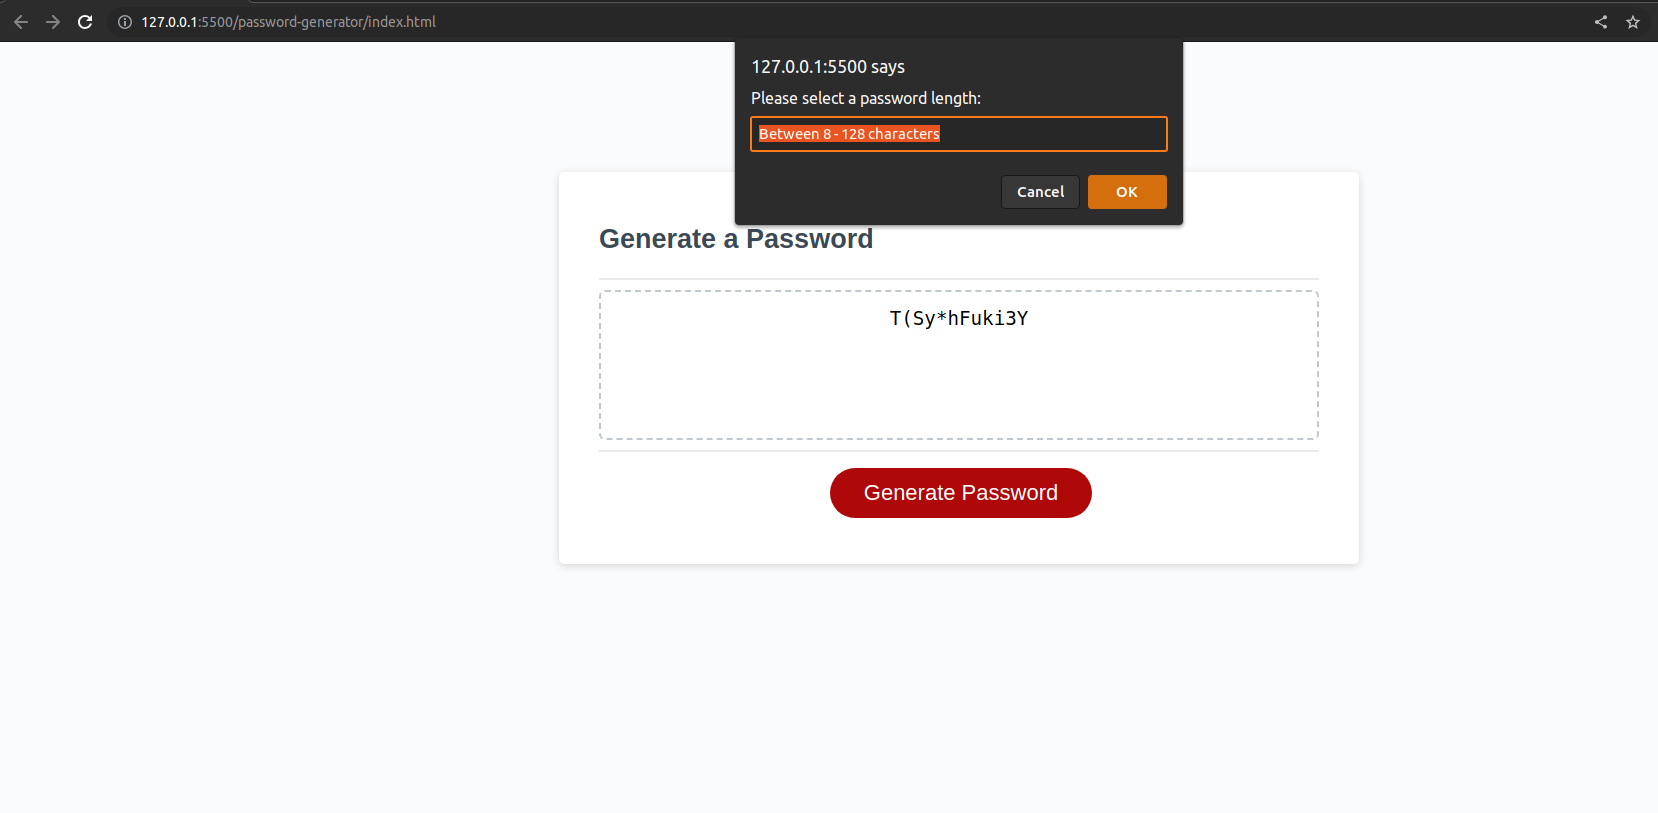 127.0.0.1:5500/password-generator/index.html
127.0.0.1:5500 says
Please select a password length:
Between 8 - 128 characters
Cancel OK
Generate a Password
T(Sy*hFuki3Y
Generate Password